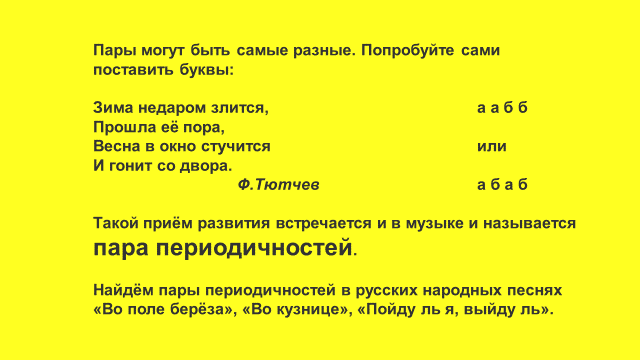 Пары могут быть самые разные. Попробуйте сами
поставить буквы:
Зима недаром злится, а а б б
Прошла её пора,
Весна в окно стучится или
И гонит со двора.
Ф.Тютчев а б а б
Такой приём развития встречается и в музыке и называется
пара периодичностей.
Найдём пары периодичностей в русских народных песнях
«Во поле берёза», «Во кузнице», «Пойду ль я, выйду ль».